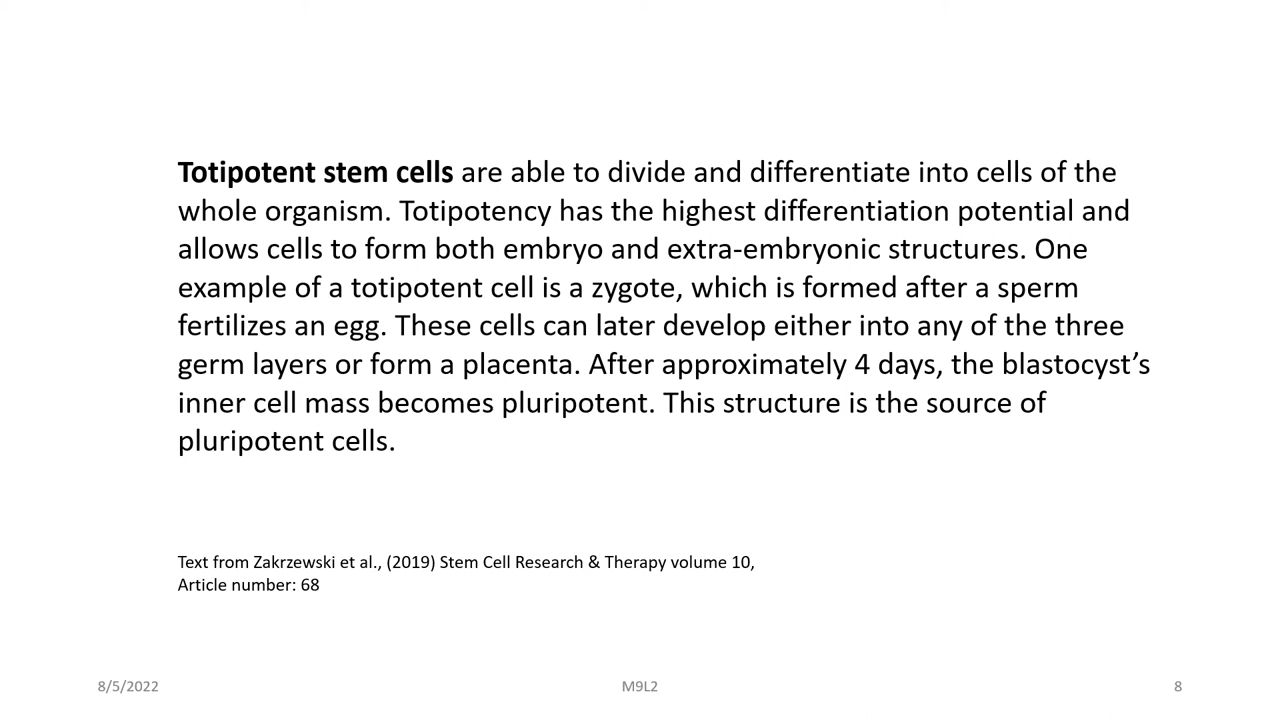 Totipotent stem cells are able to divide and differentiate into cells of the
whole organism. Totipotency has the highest differentiation potential and
allows cells to form both embryo and extra-embryonic structures. One
example of a totipotent cell is a zygote, which is formed after a sperm
fertilizes an egg. These cells can later develop either into any of the three
germ layers or form a placenta. After approximately 4 days, the blastocyst’s
inner cell mass becomes pluripotent. This structure is the source of
pluripotent cells.
Text from Zakrzewski et al., (2019) Stem Cell Research & Therapy volume 10,
Article number: 68
8/5/2022
M9L2
8